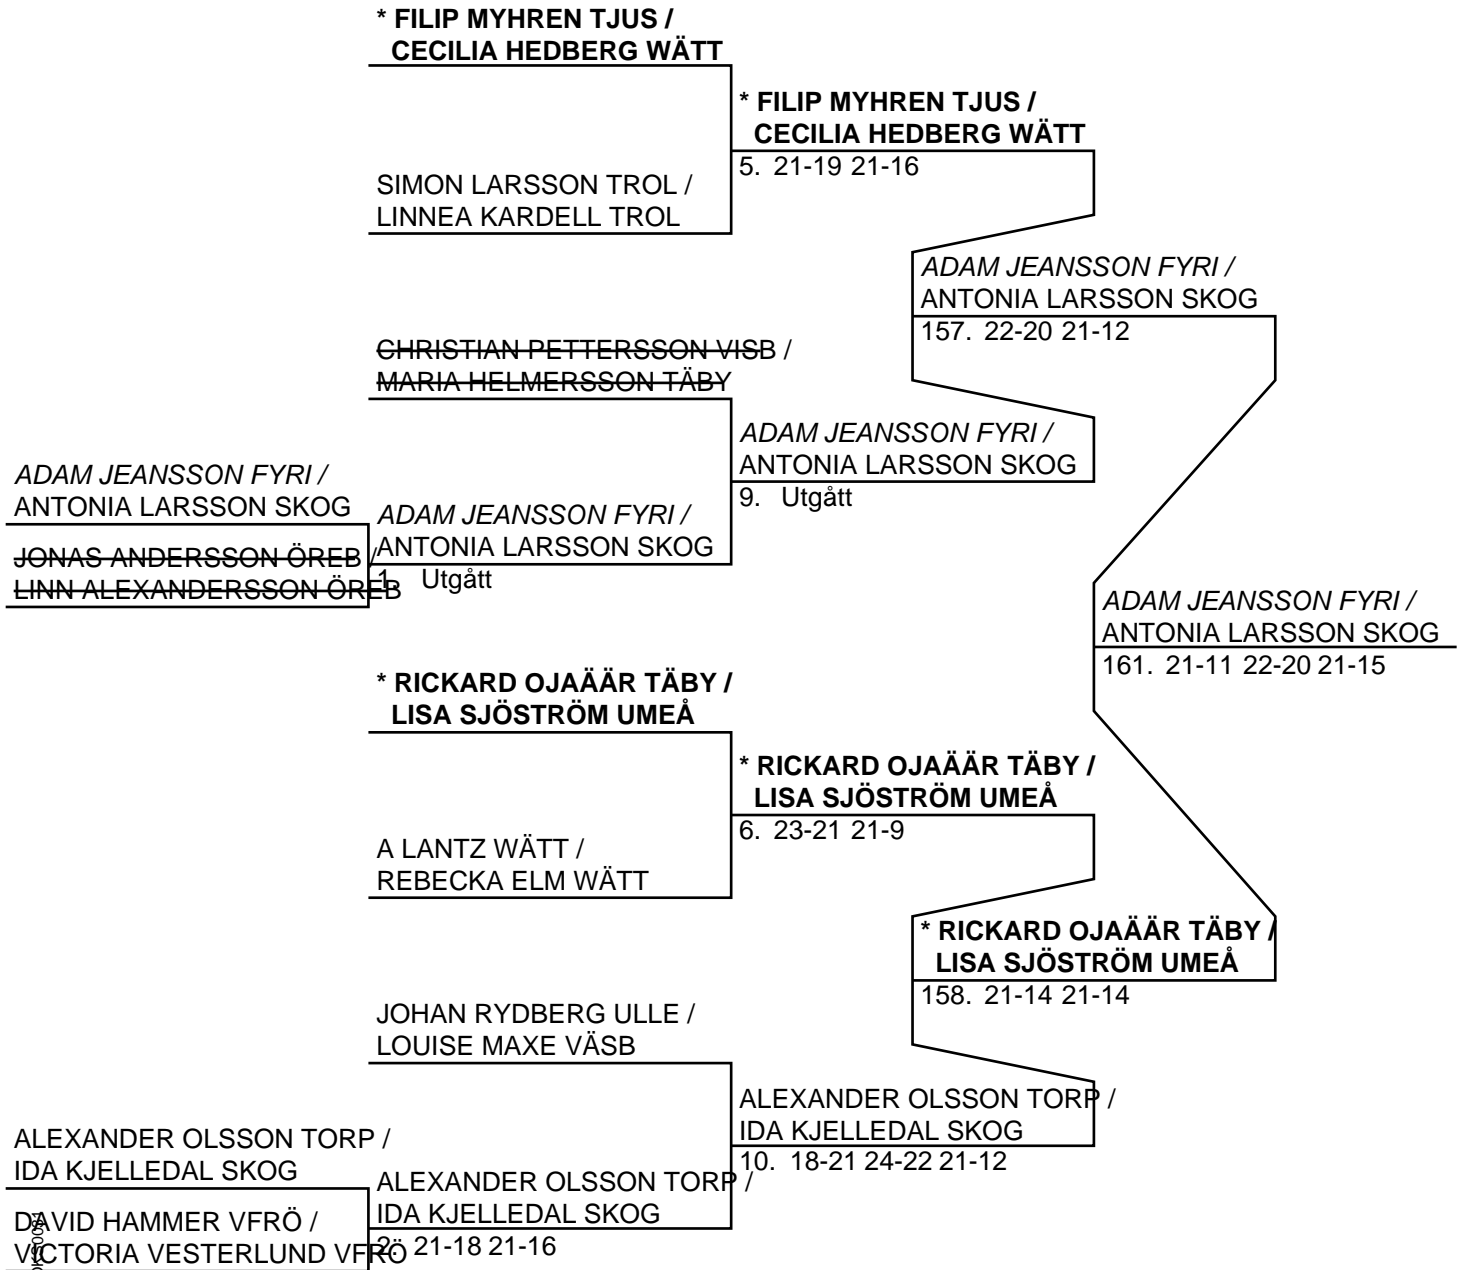 * FILIP MYHREN TJUS /
CECILIA HEDBERG WÄTT
* FILIP MYHREN TJUS /
CECILIA HEDBERG WÄTT
5. 21-19 21-16
SIMON LARSSON TROL /
LINNEA KARDELL TROL
ADAM JEANSSON FYRI /
ANTONIA LARSSON SKOG
157. 22-20 21-12
CHRISTIAN PETTERSSON VISB /
MARIA HELMERSSON TÄBY
ADAM JEANSSON FYRI /
ANTONIA LARSSON SKOG
9. Utgått
ADAM JEANSSON FYRI /
ANTONIA LARSSON SKOG
ADAM JEANSSON FYRI /
ANTONIA LARSSON SKOG
1. Utgått
JONAS ANDERSSON ÖREB /
LINN ALEXANDERSSON ÖREB
ADAM JEANSSON FYRI /
ANTONIA LARSSON SKOG
161. 21-11 22-20 21-15
* RICKARD OJAÄÄR TÄBY /
LISA SJÖSTRÖM UMEÅ
* RICKARD OJAÄÄR TÄBY /
LISA SJÖSTRÖM UMEÅ
6. 23-21 21-9
A LANTZ WÄTT /
REBECKA ELM WÄTT
* RICKARD OJAÄÄR TÄBY /
LISA SJÖSTRÖM UMEÅ
158. 21-14 21-14
JOHAN RYDBERG ULLE /
LOUISE MAXE VÄSB
ALEXANDER OLSSON TORP /
IDA KJELLEDAL SKOG
10. 18-21 24-22 21-12
ALEXANDER OLSSON TORP /
IDA KJELLEDAL SKOG
ALEXANDER OLSSON TORP /
IDA KJELLEDAL SKOG
2. 21-18 21-16
DAVID HAMMER VFRÖ /
VICTORIA VESTERLUND VFRÖ